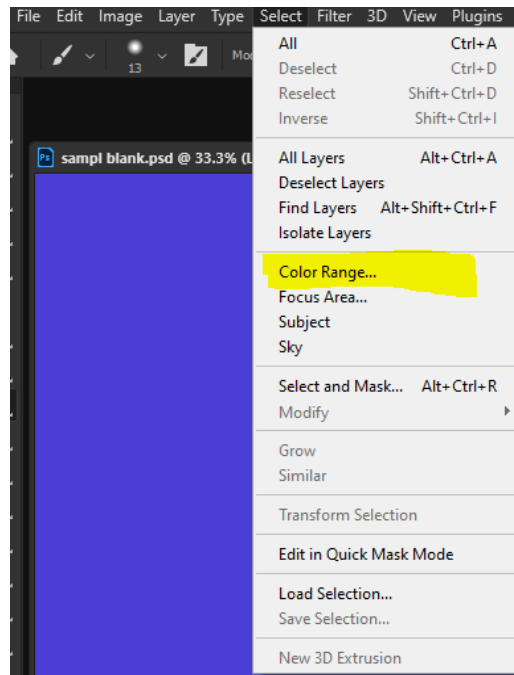 File Edit Image Layer Type Select Filter 3D View Plugins
13
Mo
Ps sampl blank.psd @ 33.3% (L
All Ctrl+A
Deselect Ctrl+D
Reselect Shift+Ctrl+D
Inverse Shift+Ctrl+I
All Layers Alt+Ctrl+A
Deselect Layers
Find Layers Alt+Shift+Ctrl+F
Isolate Layers
Color Range...
Focus Area...
Subject
Sky
Select and Mask... Alt+Ctrl+R
Modify
Grow
Similar
Transform Selection
Edit in Quick Mask Mode
Load Selection...
Save Selection...
New 3D Extrusion